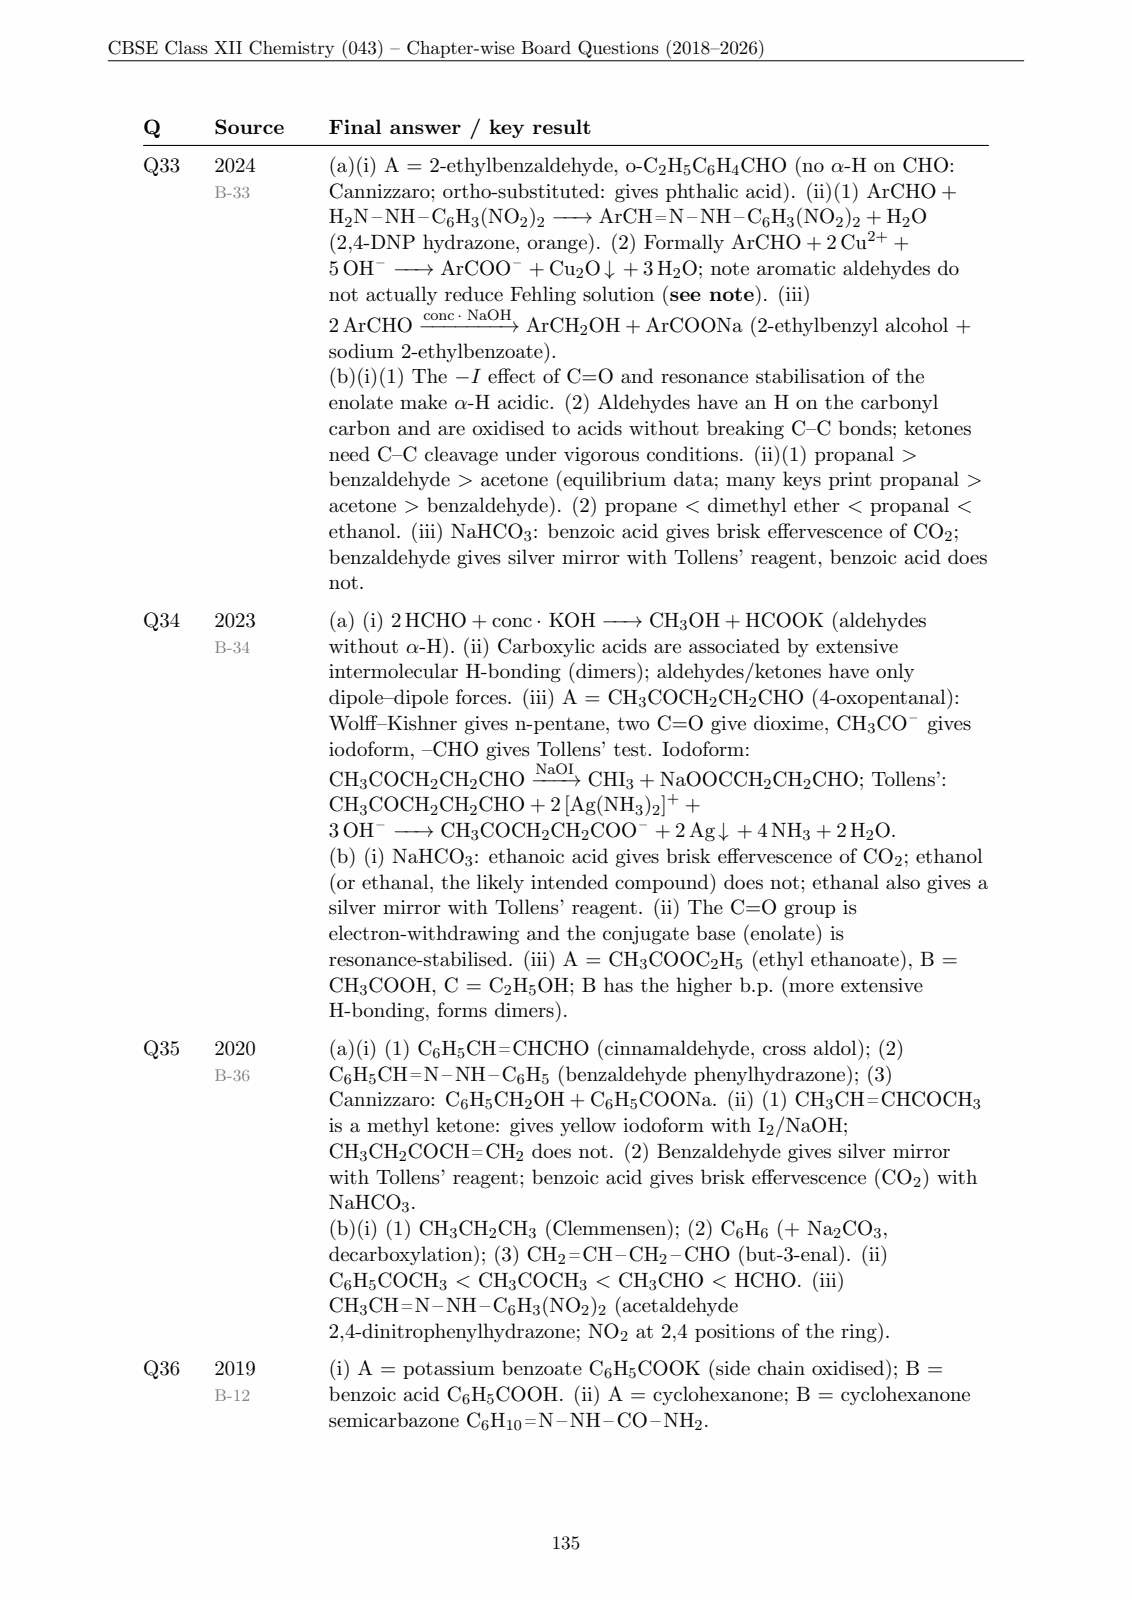 CBSE Class XII Chemistry (043) – Chapter-wise Board Questions (2018–2026)
Q Source Final answer / key result
Q33 2024 (a)(i) A = 2-ethylbenzaldehyde, o-C₂H₅C₆H₄CHO (no α-H on CHO:
B-33 Cannizzaro; ortho-substituted: gives phthalic acid). (ii)(1) ArCHO +
H₂N–NH–C₆H₃(NO₂)₂ ⟶ ArCH=N–NH–C₆H₃(NO₂)₂ + H₂O
(2,4-DNP hydrazone, orange). (2) Formally ArCHO + 2 Cu²⁺ +
5 OH⁻ ⟶ ArCOO⁻ + Cu₂O↓ + 3 H₂O; note aromatic aldehydes do
not actually reduce Fehling solution (see note). (iii)
2 ArCHO —conc · NaOH→ ArCH₂OH + ArCOONa (2-ethylbenzyl alcohol +
sodium 2-ethylbenzoate).
(b)(i)(1) The −I effect of C=O and resonance stabilisation of the
enolate make α-H acidic. (2) Aldehydes have an H on the carbonyl
carbon and are oxidised to acids without breaking C–C bonds; ketones
need C–C cleavage under vigorous conditions. (ii)(1) propanal >
benzaldehyde > acetone (equilibrium data; many keys print propanal >
acetone > benzaldehyde). (2) propane < dimethyl ether < propanal <
ethanol. (iii) NaHCO₃: benzoic acid gives brisk effervescence of CO₂;
benzaldehyde gives silver mirror with Tollens' reagent, benzoic acid does
not.
Q34 2023 (a) (i) 2 HCHO + conc · KOH ⟶ CH₃OH + HCOOK (aldehydes
B-34 without α-H). (ii) Carboxylic acids are associated by extensive
intermolecular H-bonding (dimers); aldehydes/ketones have only
dipole–dipole forces. (iii) A = CH₃COCH₂CH₂CHO (4-oxopentanal):
Wolff–Kishner gives n-pentane, two C=O give dioxime, CH₃CO⁻ gives
iodoform, –CHO gives Tollens' test. Iodoform:
CH₃COCH₂CH₂CHO —NaOI→ CHI₃ + NaOOCCH₂CH₂CHO; Tollens':
CH₃COCH₂CH₂CHO + 2 [Ag(NH₃)₂]⁺ +
3 OH⁻ ⟶ CH₃COCH₂CH₂COO⁻ + 2 Ag↓ + 4 NH₃ + 2 H₂O.
(b) (i) NaHCO₃: ethanoic acid gives brisk effervescence of CO₂; ethanol
(or ethanal, the likely intended compound) does not; ethanal also gives a
silver mirror with Tollens' reagent. (ii) The C=O group is
electron-withdrawing and the conjugate base (enolate) is
resonance-stabilised. (iii) A = CH₃COOC₂H₅ (ethyl ethanoate), B =
CH₃COOH, C = C₂H₅OH; B has the higher b.p. (more extensive
H-bonding, forms dimers).
Q35 2020 (a)(i) (1) C₆H₅CH=CHCHO (cinnamaldehyde, cross aldol); (2)
B-36 C₆H₅CH=N–NH–C₆H₅ (benzaldehyde phenylhydrazone); (3)
Cannizzaro: C₆H₅CH₂OH + C₆H₅COONa. (ii) (1) CH₃CH=CHCOCH₃
is a methyl ketone: gives yellow iodoform with I₂/NaOH;
CH₃CH₂COCH=CH₂ does not. (2) Benzaldehyde gives silver mirror
with Tollens' reagent; benzoic acid gives brisk effervescence (CO₂) with
NaHCO₃.
(b)(i) (1) CH₃CH₂CH₃ (Clemmensen); (2) C₆H₆ (+ Na₂CO₃,
decarboxylation); (3) CH₂=CH–CH₂–CHO (but-3-enal). (ii)
C₆H₅COCH₃ < CH₃COCH₃ < CH₃CHO < HCHO. (iii)
CH₃CH=N–NH–C₆H₃(NO₂)₂ (acetaldehyde
2,4-dinitrophenylhydrazone; NO₂ at 2,4 positions of the ring).
Q36 2019 (i) A = potassium benzoate C₆H₅COOK (side chain oxidised); B =
B-12 benzoic acid C₆H₅COOH. (ii) A = cyclohexanone; B = cyclohexanone
semicarbazone C₆H₁₀=N–NH–CO–NH₂.
135